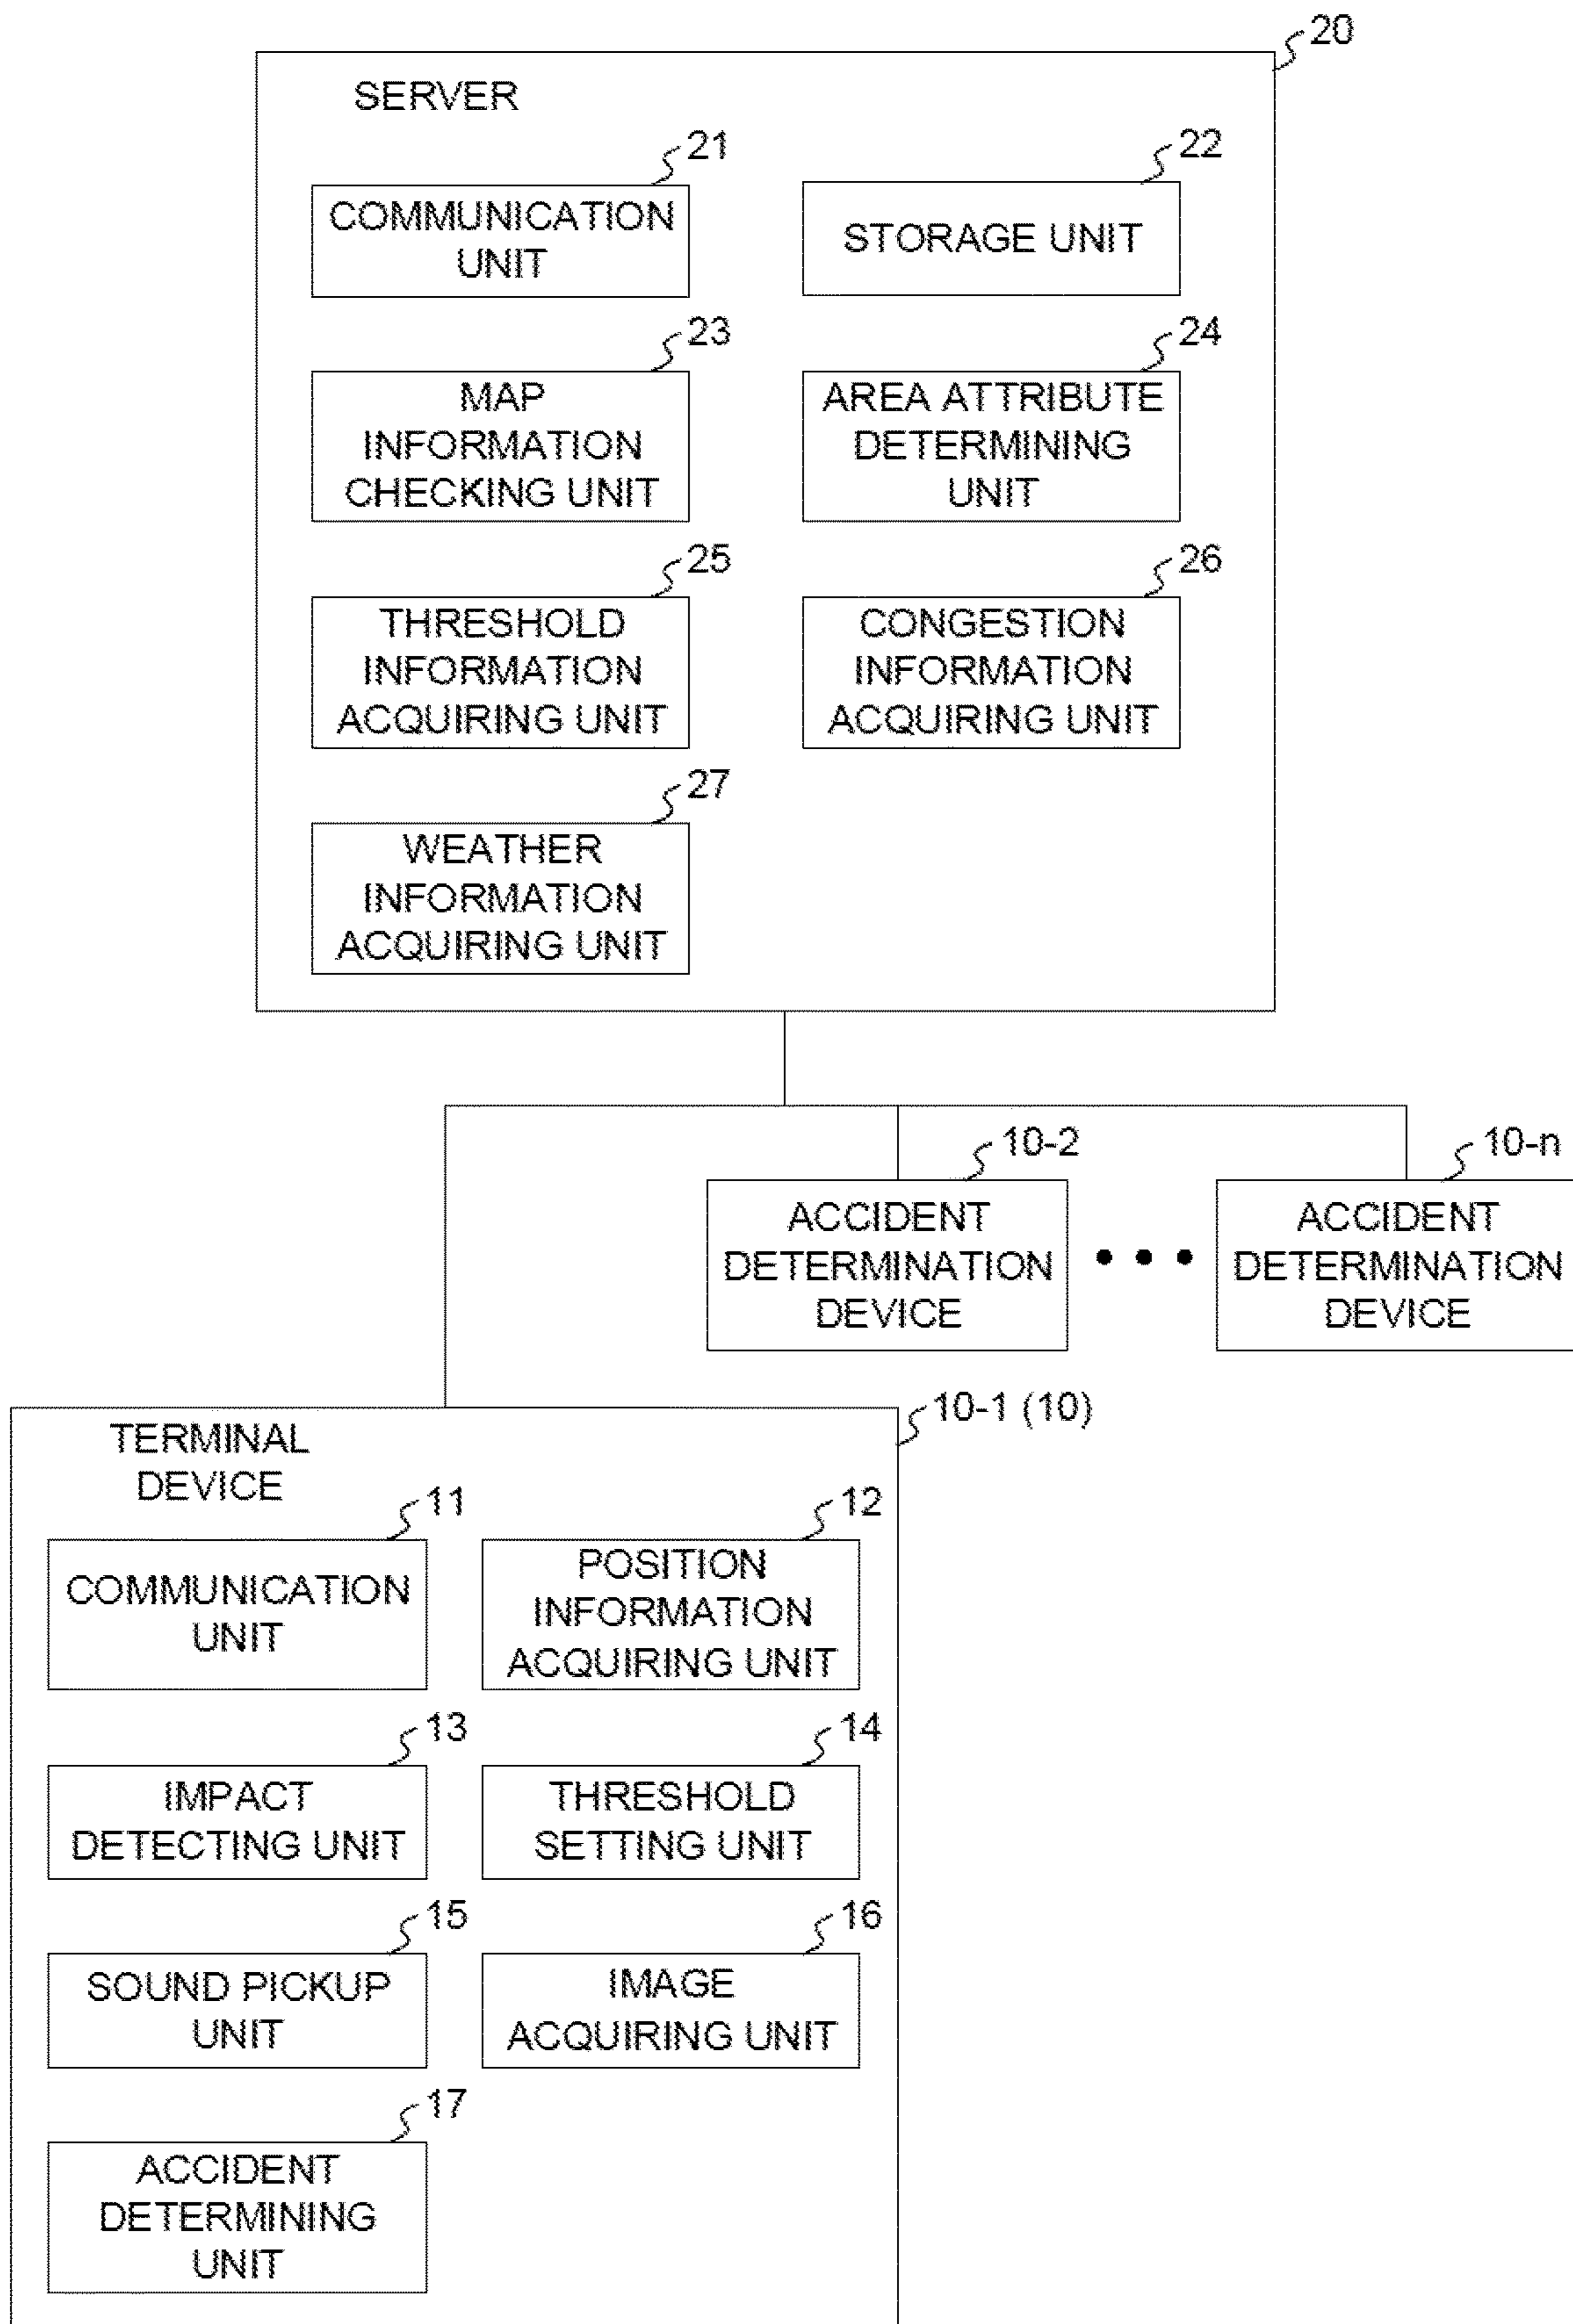 20
SERVER
21
COMMUNICATION
UNIT
22
STORAGE UNIT
23
MAP
INFORMATION
CHECKING UNIT
24
AREA ATTRIBUTE
DETERMINING
UNIT
25
THRESHOLD
INFORMATION
ACQUIRING UNIT
26
CONGESTION
INFORMATION
ACQUIRING UNIT
27
WEATHER
INFORMATION
ACQUIRING UNIT
10-2
ACCIDENT
DETERMINATION
DEVICE
10-n
ACCIDENT
DETERMINATION
DEVICE
10-1 (10)
TERMINAL
DEVICE
11
COMMUNICATION
UNIT
12
POSITION
INFORMATION
ACQUIRING UNIT
13
IMPACT
DETECTING UNIT
14
THRESHOLD
SETTING UNIT
15
SOUND PICKUP
UNIT
16
IMAGE
ACQUIRING UNIT
17
ACCIDENT
DETERMINING
UNIT